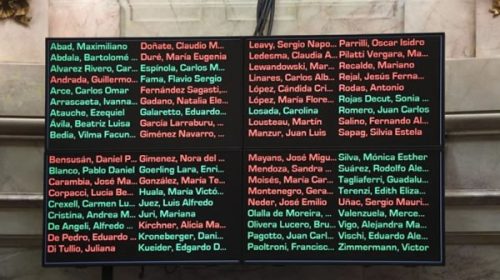 Abad, Maximiliano
Abdala, Bartolomé ...
Alvarez Rivero, Car...
Andrada, Guillermo...
Arce, Carlos Omar
Arrascaeta, Ivanna...
Atauche, Ezequiel
Ávila, Beatriz Luisa
Bedia, Vilma Facun...
Doñate, Claudio M...
Duré, María Eugenia
Espínola, Carlos M...
Fama, Flavio Sergio
Fernández Sagasti,...
Gadano, Natalia Ele...
Galaretto, Eduardo...
García Larraburu, ...
Giménez Navarro, ...
Leavy, Sergio Napo...
Ledesma, Claudia A...
Lewandowski, Mar...
Linares, Carlos Alb...
López, Cándida Cri...
López, María Flore...
Losada, Carolina
Lousteau, Martín
Manzur, Juan Luis
Parrilli, Oscar Isidro
Pilatti Vergara, Ma...
Recalde, Mariano
Rejal, Jesús Ferna...
Rodas, Antonio
Rojas Decut, Sonia ...
Romero, Juan Carlos
Salino, Fernando Al...
Sapag, Silvia Estela
Bensusán, Daniel P...
Blanco, Pablo Daniel
Carambia, José Ma...
Corpacci, Lucía Be...
Crexell, Carmen Lu...
Cristina, Andrea M...
De Angeli, Alfredo ...
De Pedro, Eduardo ...
Di Tullio, Juliana
Gimenez, Nora del ...
Goerling Lara, Enri...
González, María Te...
Huala, María Victó...
Juez, Luis Alfredo
Juri, Mariana
Kirchner, Alicia Ma...
Kroneberger, Dani...
Kueider, Edgardo D...
Mayans, José Migu...
Mendoza, Sandra ...
Moisés, María Car...
Montenegro, Gera...
Neder, José Emilio
Olalla de Moreira, ...
Olivera Lucero, Bru...
Pagotto, Juan Carl...
Paoltroni, Francisc...
Silva, Mónica Esther
Suárez, Rodolfo Ale...
Tagliaferri, Guadalu...
Terenzi, Edith Eliza...
Uñac, Sergio Mauri...
Valenzuela, Merce...
Vigo, Alejandra Ma...
Vischi, Eduardo Ale...
Zimmermann, Víctor